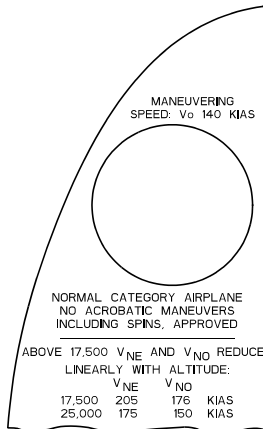 MANEUVERING
SPEED: Vo 140 KIAS
NORMAL CATEGORY AIRPLANE
NO ACROBATIC MANEUVERS
INCLUDING SPINS, APPROVED
ABOVE 17,500 VNE AND VNO REDUCE
LINEARLY WITH ALTITUDE:
VNE VNO
17,500 205 176 KIAS
25,000 175 150 KIAS